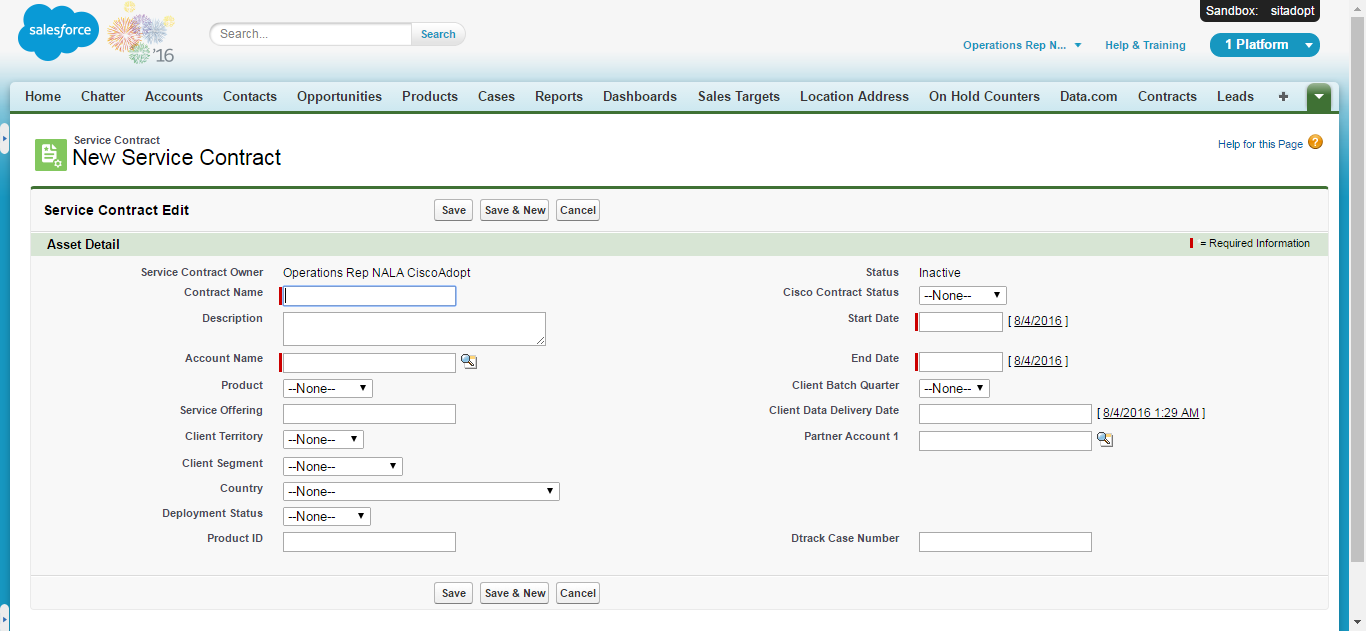 Sandbox: sitadopt
salesforce
'16
Search...
Search
Operations Rep N...
Help & Training
1 Platform
Home Chatter Accounts Contacts Opportunities Products Cases Reports Dashboards Sales Targets Location Address On Hold Counters Data.com Contracts Leads +
Service Contract
New Service Contract
Help for this Page ?
Service Contract Edit Save Save & New Cancel
Asset Detail = Required Information
Service Contract Owner Operations Rep NALA CiscoAdopt Status Inactive
Contract Name Cisco Contract Status --None--
Description Start Date [ 8/4/2016 ]
Account Name End Date [ 8/4/2016 ]
Product --None-- Client Batch Quarter --None--
Service Offering Client Data Delivery Date [ 8/4/2016 1:29 AM ]
Client Territory --None-- Partner Account 1
Client Segment --None--
Country --None--
Deployment Status --None--
Product ID Dtrack Case Number
Save Save & New Cancel